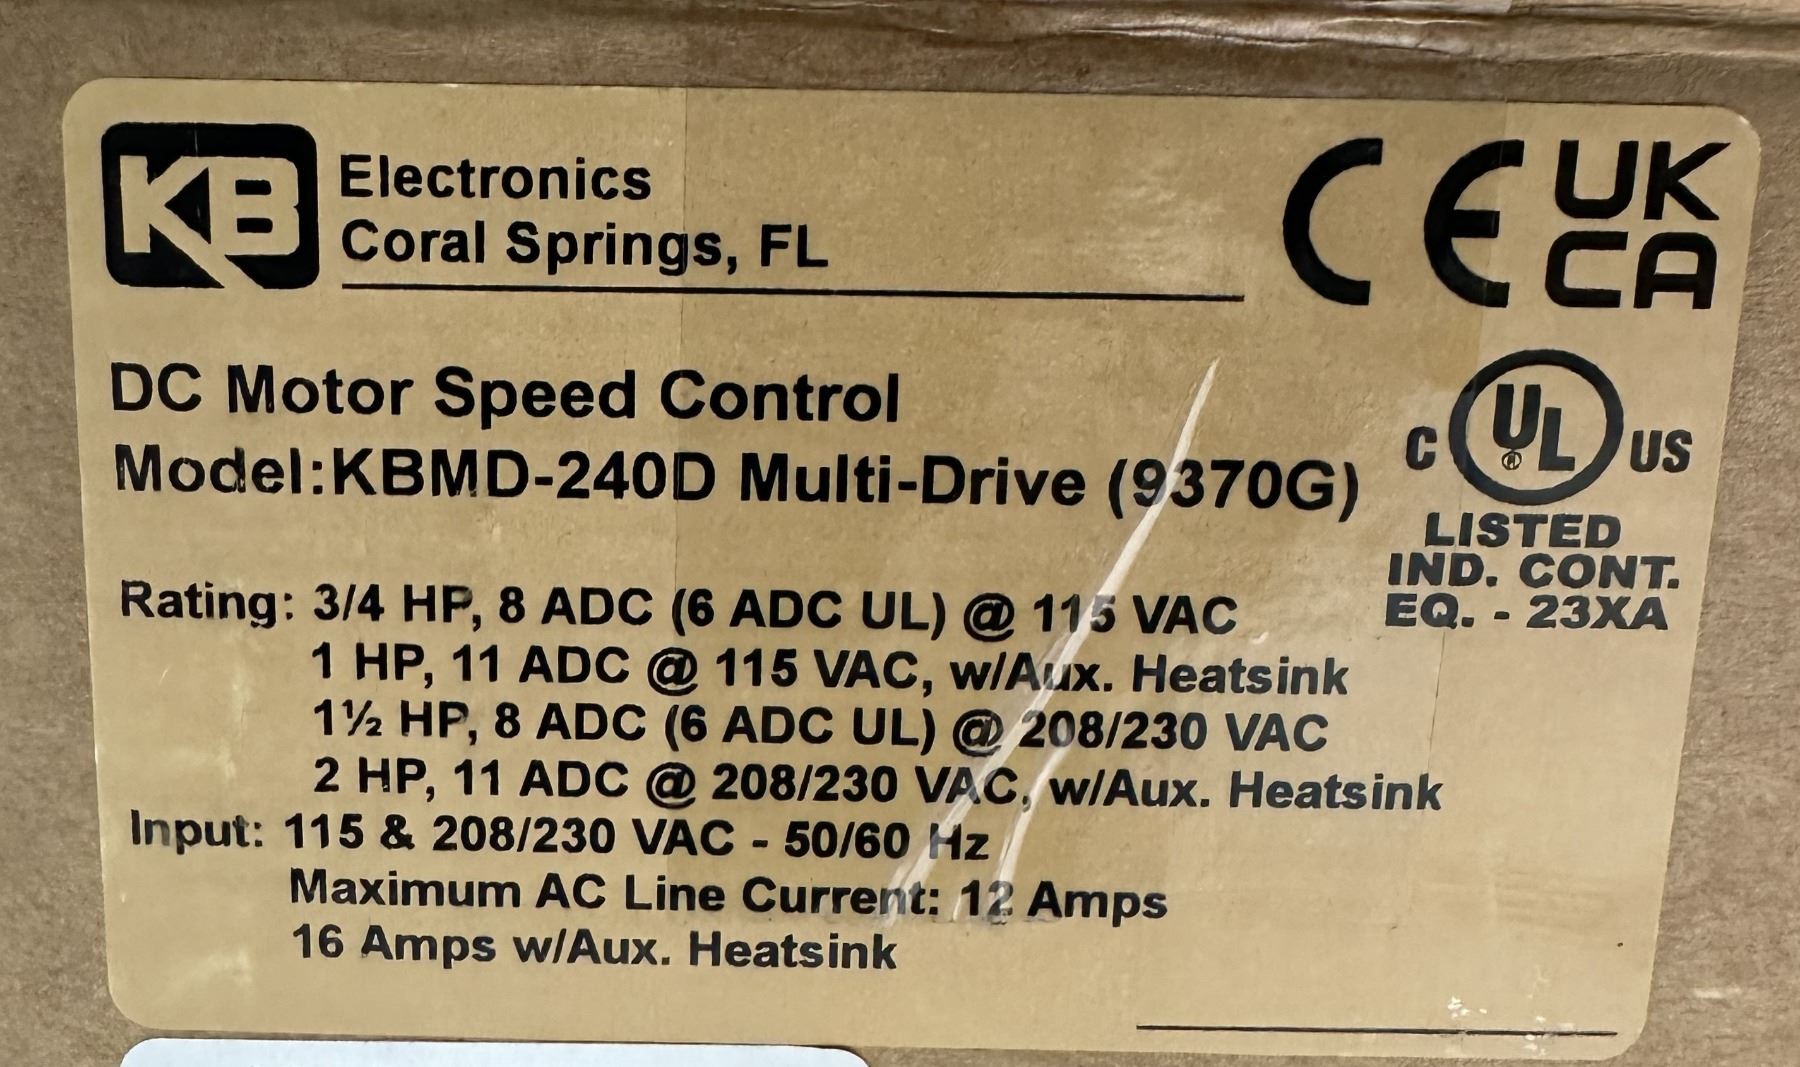 KB Electronics
Coral Springs, FL
CE UK
CA
DC Motor Speed Control
Model:KBMD-240D Multi-Drive (9370G)
C UL® US
LISTED
IND. CONT.
EQ. - 23XA
Rating: 3/4 HP, 8 ADC (6 ADC UL) @ 115 VAC
1 HP, 11 ADC @ 115 VAC, w/Aux. Heatsink
1½ HP, 8 ADC (6 ADC UL) @ 208/230 VAC
2 HP, 11 ADC @ 208/230 VAC, w/Aux. Heatsink
Input: 115 & 208/230 VAC - 50/60 Hz
Maximum AC Line Current: 12 Amps
16 Amps w/Aux. Heatsink